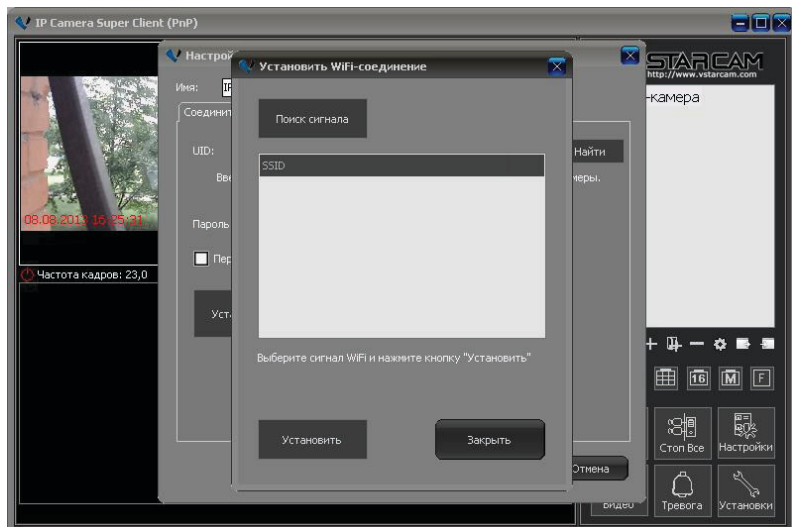 IP Camera Super Client (PnP)
Настрой
Установить WiFi-соединение
STARCAM
http://www.vstarcam.com
Имя: IP
-камера
Соединит
Поиск сигнала
UID:
Найти
SSID
Вве
меры.
08.08.2013 16:25:31
Пароль
Пер
Частота кадров: 23,0
Уст
Выберите сигнал WiFi и нажмите кнопку "Установить"
16 M F
Установить
Закрыть
Стоп Все
Настройки
Отмена
Видео
Тревога
Установки